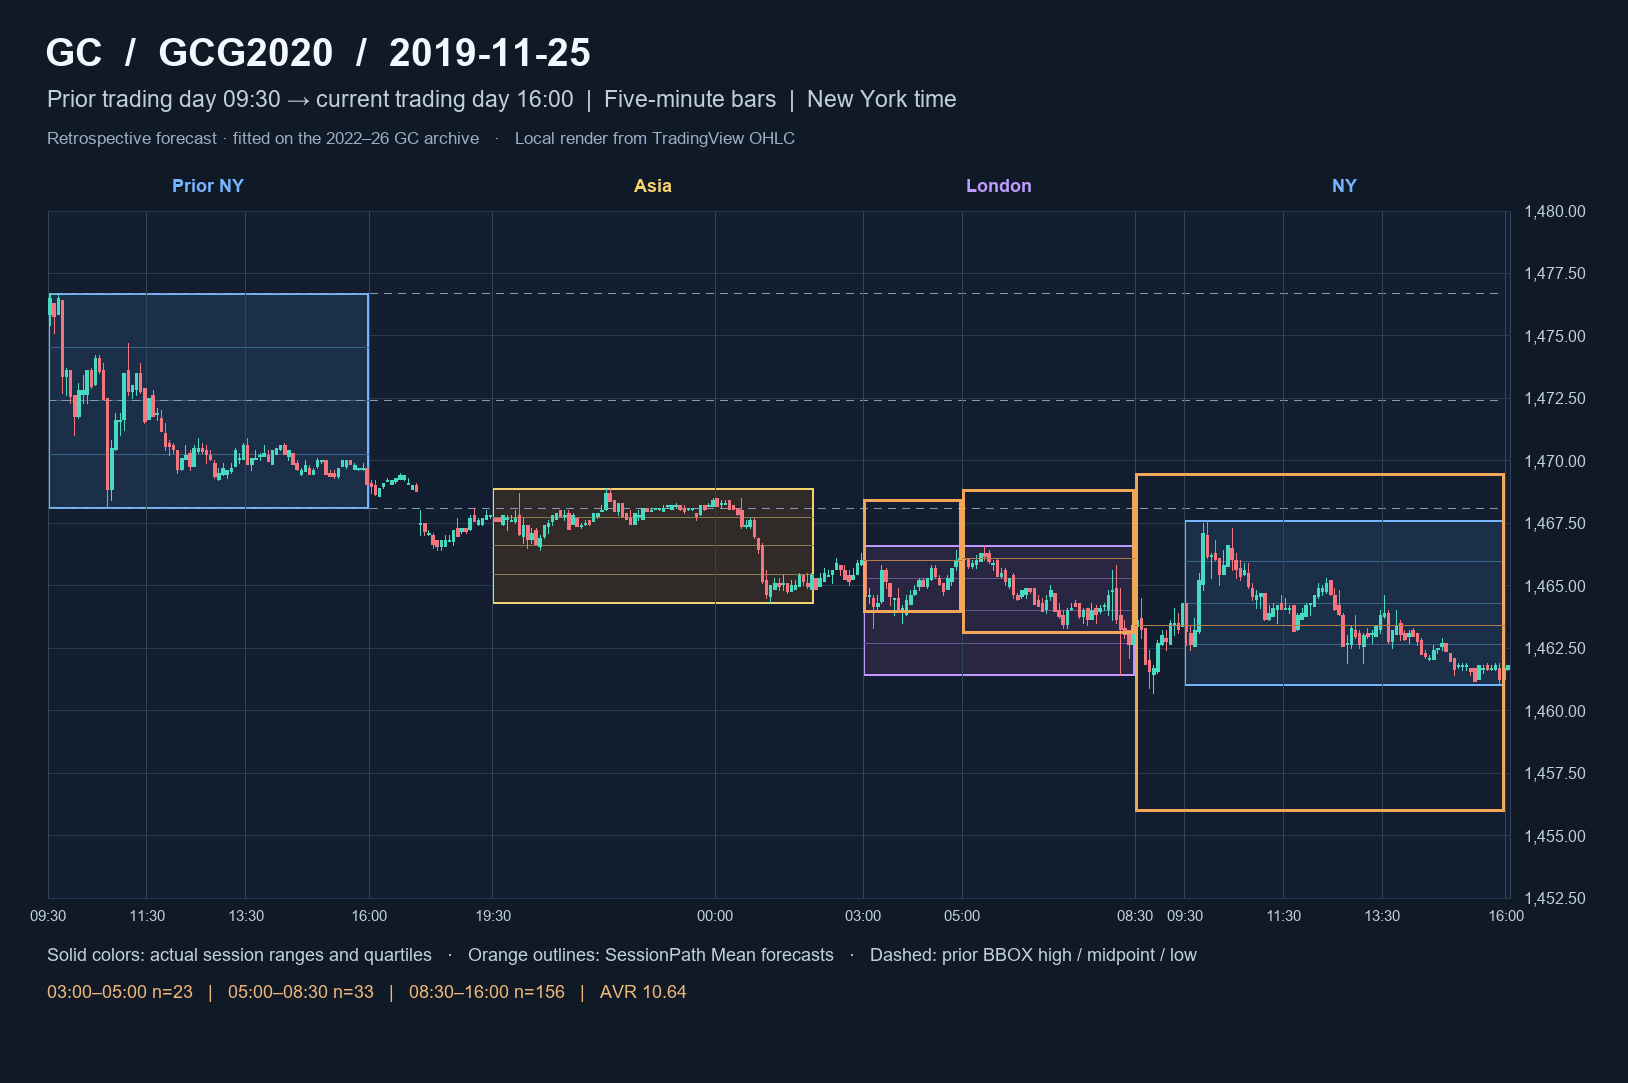 GC / GCG2020 / 2019-11-25
Prior trading day 09:30 → current trading day 16:00 | Five-minute bars | New York time
Retrospective forecast · fitted on the 2022–26 GC archive · Local render from TradingView OHLC
Prior NY Asia London NY
1,480.00
1,477.50
1,475.00
1,472.50
1,470.00
1,467.50
1,465.00
1,462.50
1,460.00
1,457.50
1,455.00
1,452.50
09:30 11:30 13:30 16:00 19:30 00:00 03:00 05:00 08:30 09:30 11:30 13:30 16:00
Solid colors: actual session ranges and quartiles · Orange outlines: SessionPath Mean forecasts · Dashed: prior BBOX high / midpoint / low
03:00–05:00 n=23 | 05:00–08:30 n=33 | 08:30–16:00 n=156 | AVR 10.64